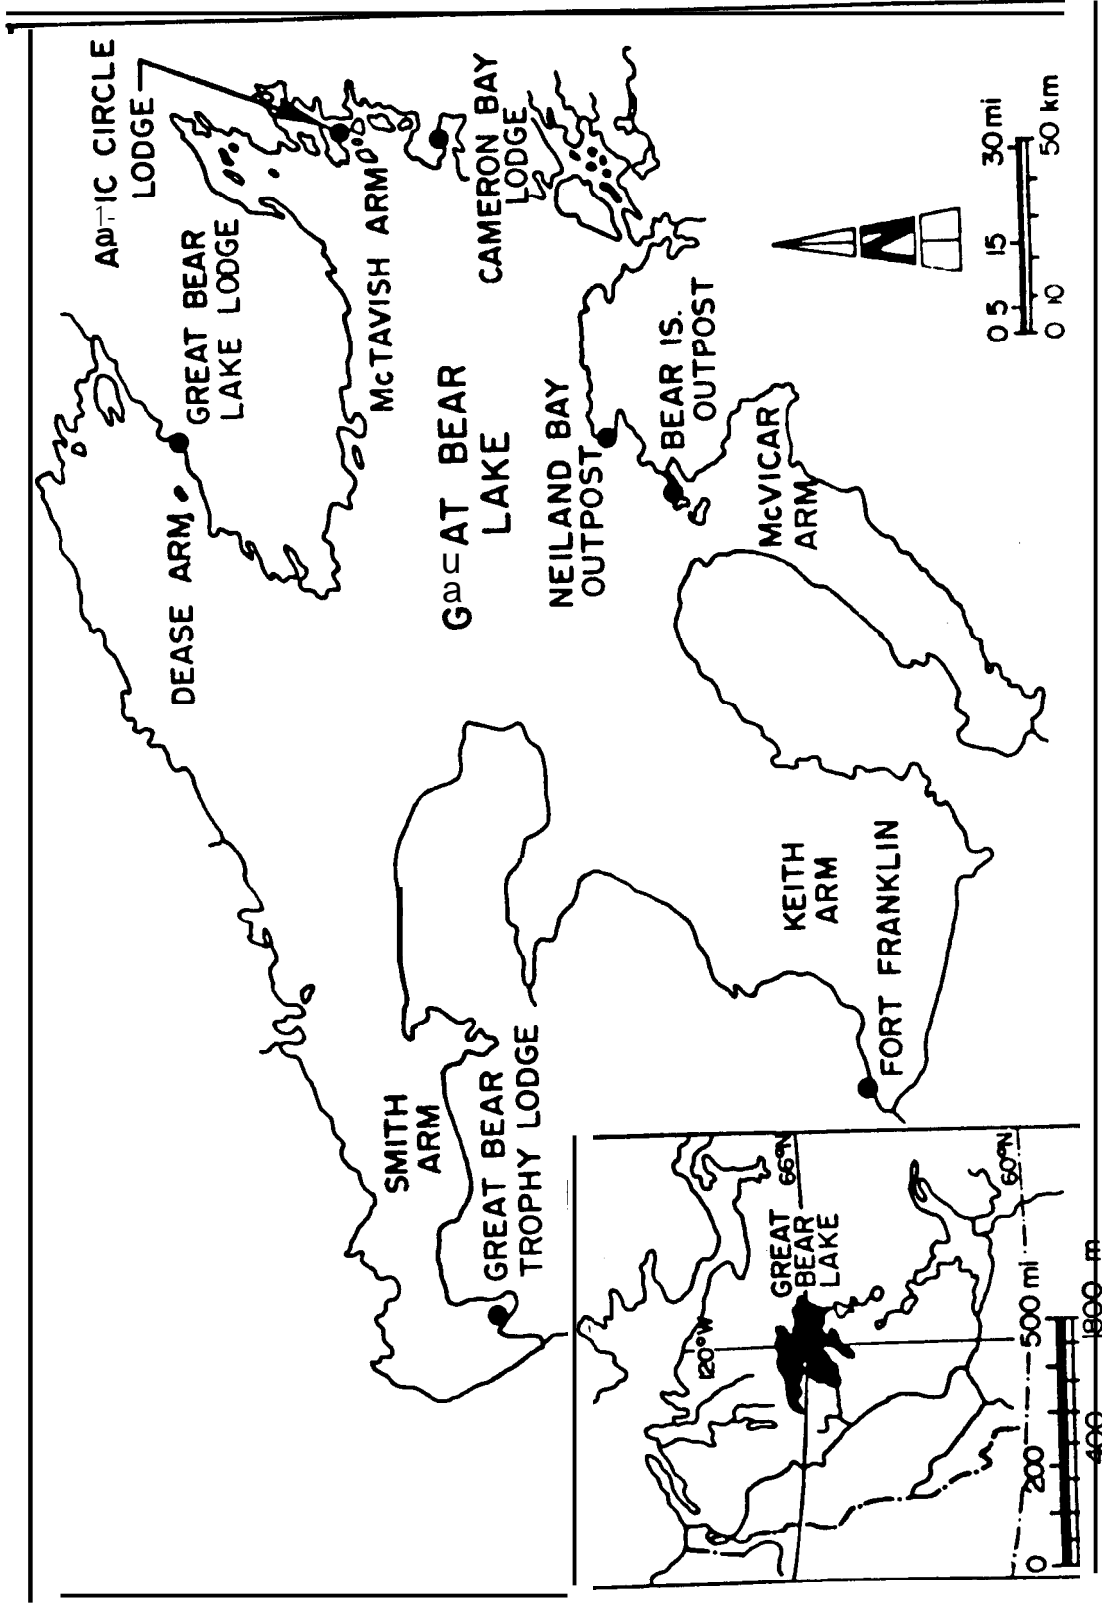 LODGE
GREAT BEAR
LAKE LODGE
DEASE ARM
McTAVISH ARM
CAMERON BAY
LODGE
BEAR
LAKE
NEILAND BAY
OUTPOST
BEAR IS.
OUTPOST
McVICAR
ARM
SMITH
ARM
GREAT BEAR
TROPHY LODGE
KEITH
ARM
FORT FRANKLIN
N
0 5 15 30 mi
0 10 50 km
66°N
60°N
120°W
GREAT
BEAR
LAKE
0 200 500 mi
400